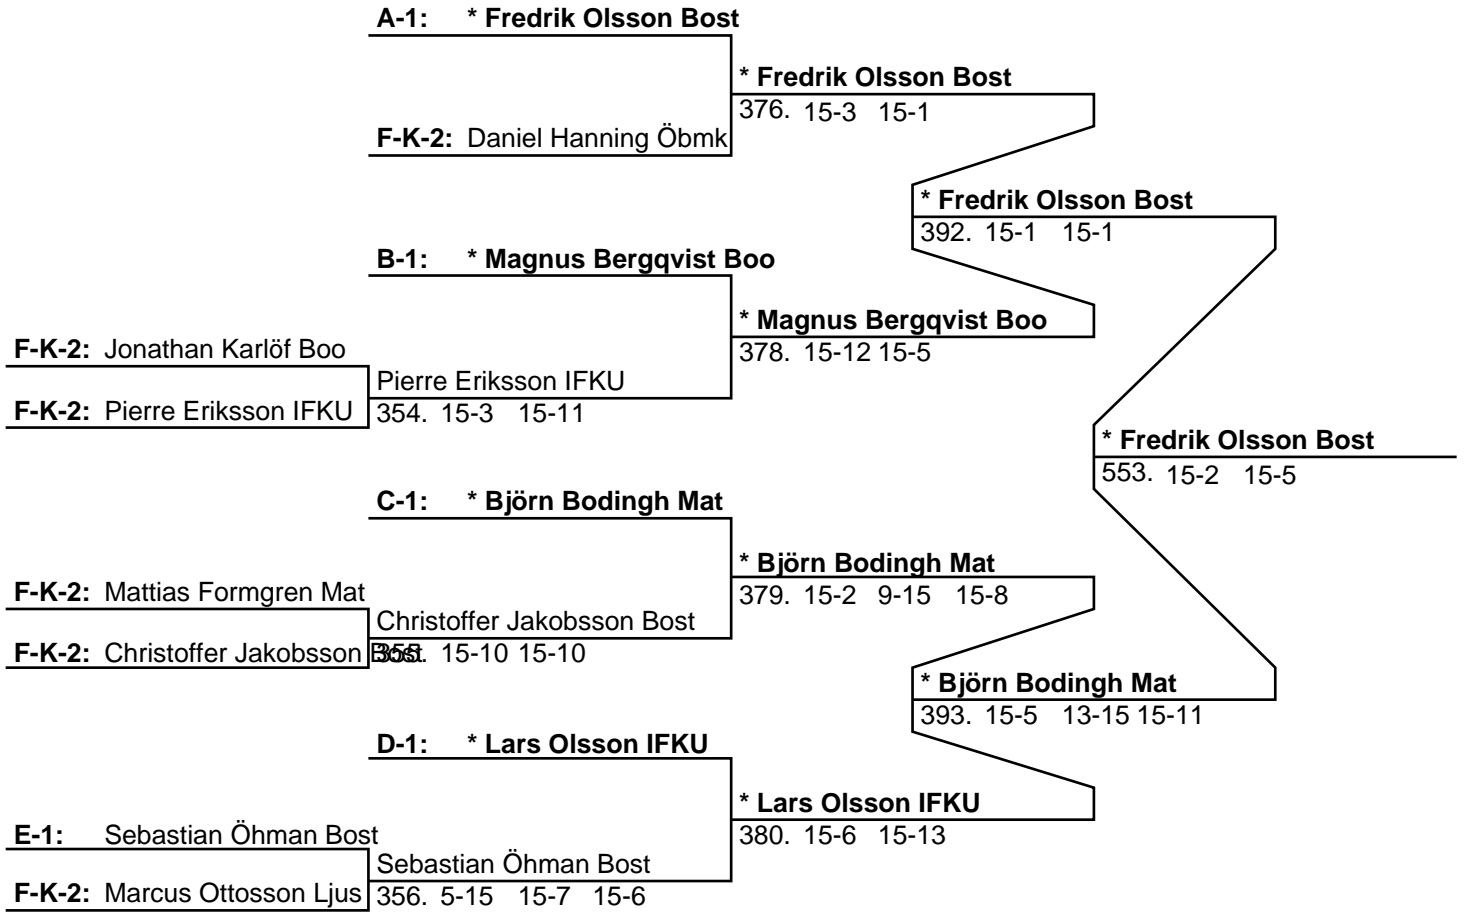 A-1: * Fredrik Olsson Bost
* Fredrik Olsson Bost
376. 15-3 15-1
F-K-2: Daniel Hanning Öbmk
* Fredrik Olsson Bost
392. 15-1 15-1
B-1: * Magnus Bergqvist Boo
* Magnus Bergqvist Boo
378. 15-12 15-5
F-K-2: Jonathan Karlöf Boo
Pierre Eriksson IFKU
354. 15-3 15-11
F-K-2: Pierre Eriksson IFKU
* Fredrik Olsson Bost
553. 15-2 15-5
C-1: * Björn Bodingh Mat
* Björn Bodingh Mat
379. 15-2 9-15 15-8
F-K-2: Mattias Formgren Mat
Christoffer Jakobsson Bost
355. 15-10 15-10
F-K-2: Christoffer Jakobsson Bost
* Björn Bodingh Mat
393. 15-5 13-15 15-11
D-1: * Lars Olsson IFKU
* Lars Olsson IFKU
380. 15-6 15-13
E-1: Sebastian Öhman Bost
Sebastian Öhman Bost
356. 5-15 15-7 15-6
F-K-2: Marcus Ottosson Ljus